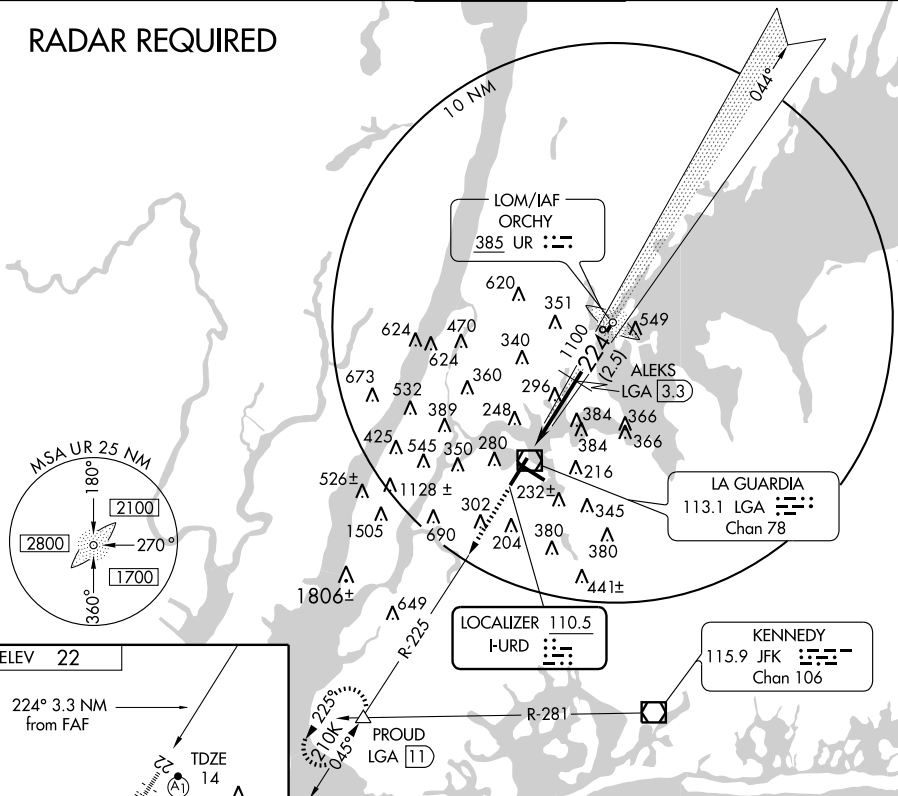 RADAR REQUIRED
10 NM
044°
LOM/IAF
ORCHY
385 UR
620
351
549
1100
224°
(2.5)
624
470
624
340
ALEKS
LGA 3.3
673
532
360
296
389
248
384
366
384
366
425
545
350
280
216
MSA UR 25 NM
180°
2100
2800
270°
1700
360°
526±
1128 ±
302
232±
345
1505
690
204
380
380
LA GUARDIA
113.1 LGA
Chan 78
1806±
441±
649
R-225
LOCALIZER 110.5
I-URD
KENNEDY
115.9 JFK
Chan 106
ELEV 22
224° 3.3 NM
from FAF
225°
210K
045°
R-281
PROUD
LGA 11
22
TDZE
14
A1